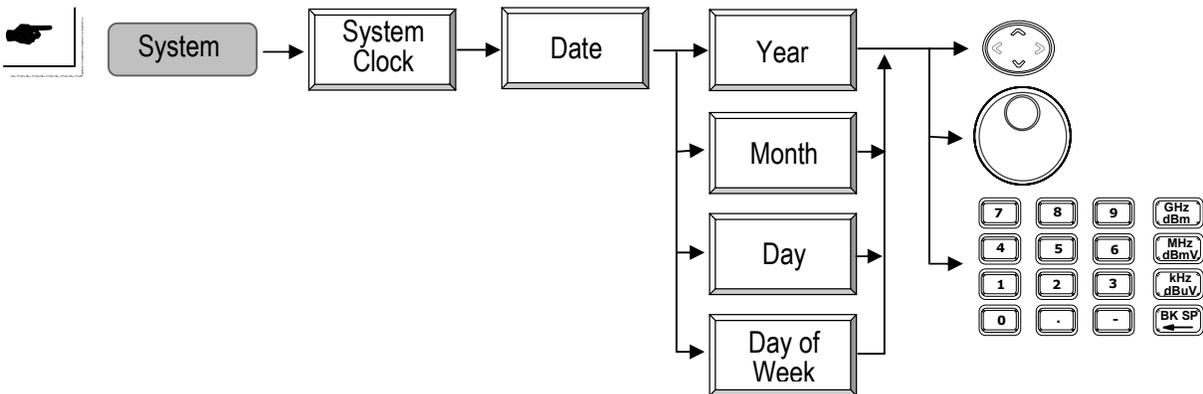 System
System
Clock
Date
Year
Month
Day
Day of
Week
7 8 9 GHz
dBm
4 5 6 MHz
dBmV
1 2 3 kHz
dBuV
0 . - BK SP